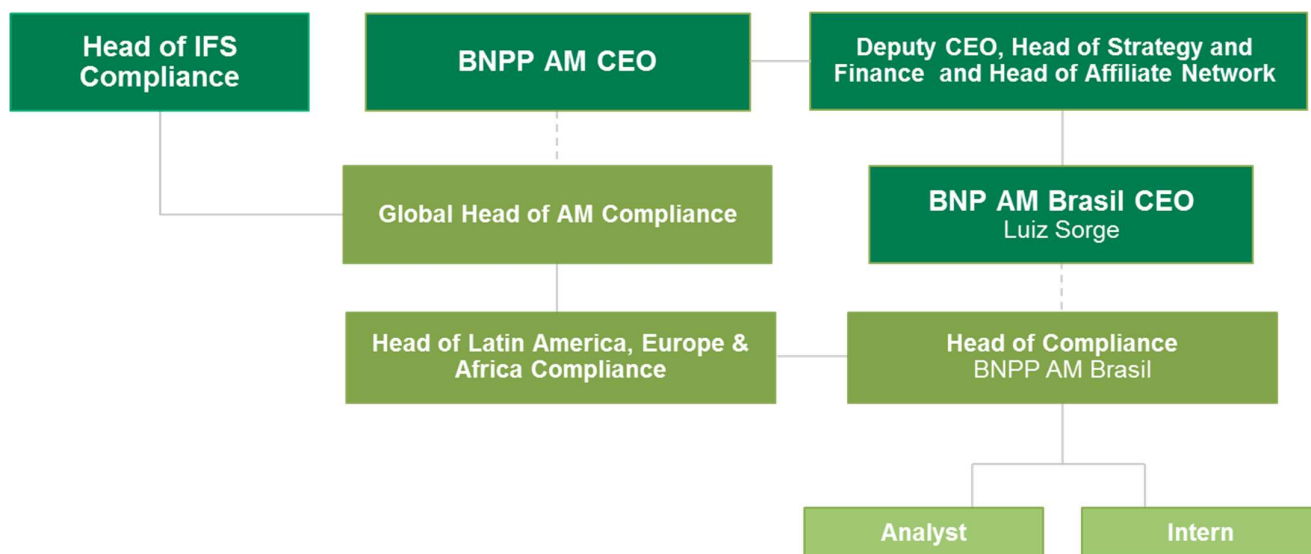 Head of IFS
Compliance
BNPP AM CEO
Deputy CEO, Head of Strategy and
Finance and Head of Affiliate Network
Global Head of AM Compliance
BNP AM Brasil CEO
Luiz Sorge
Head of Latin America, Europe &
Africa Compliance
Head of Compliance
BNPP AM Brasil
Analyst
Intern